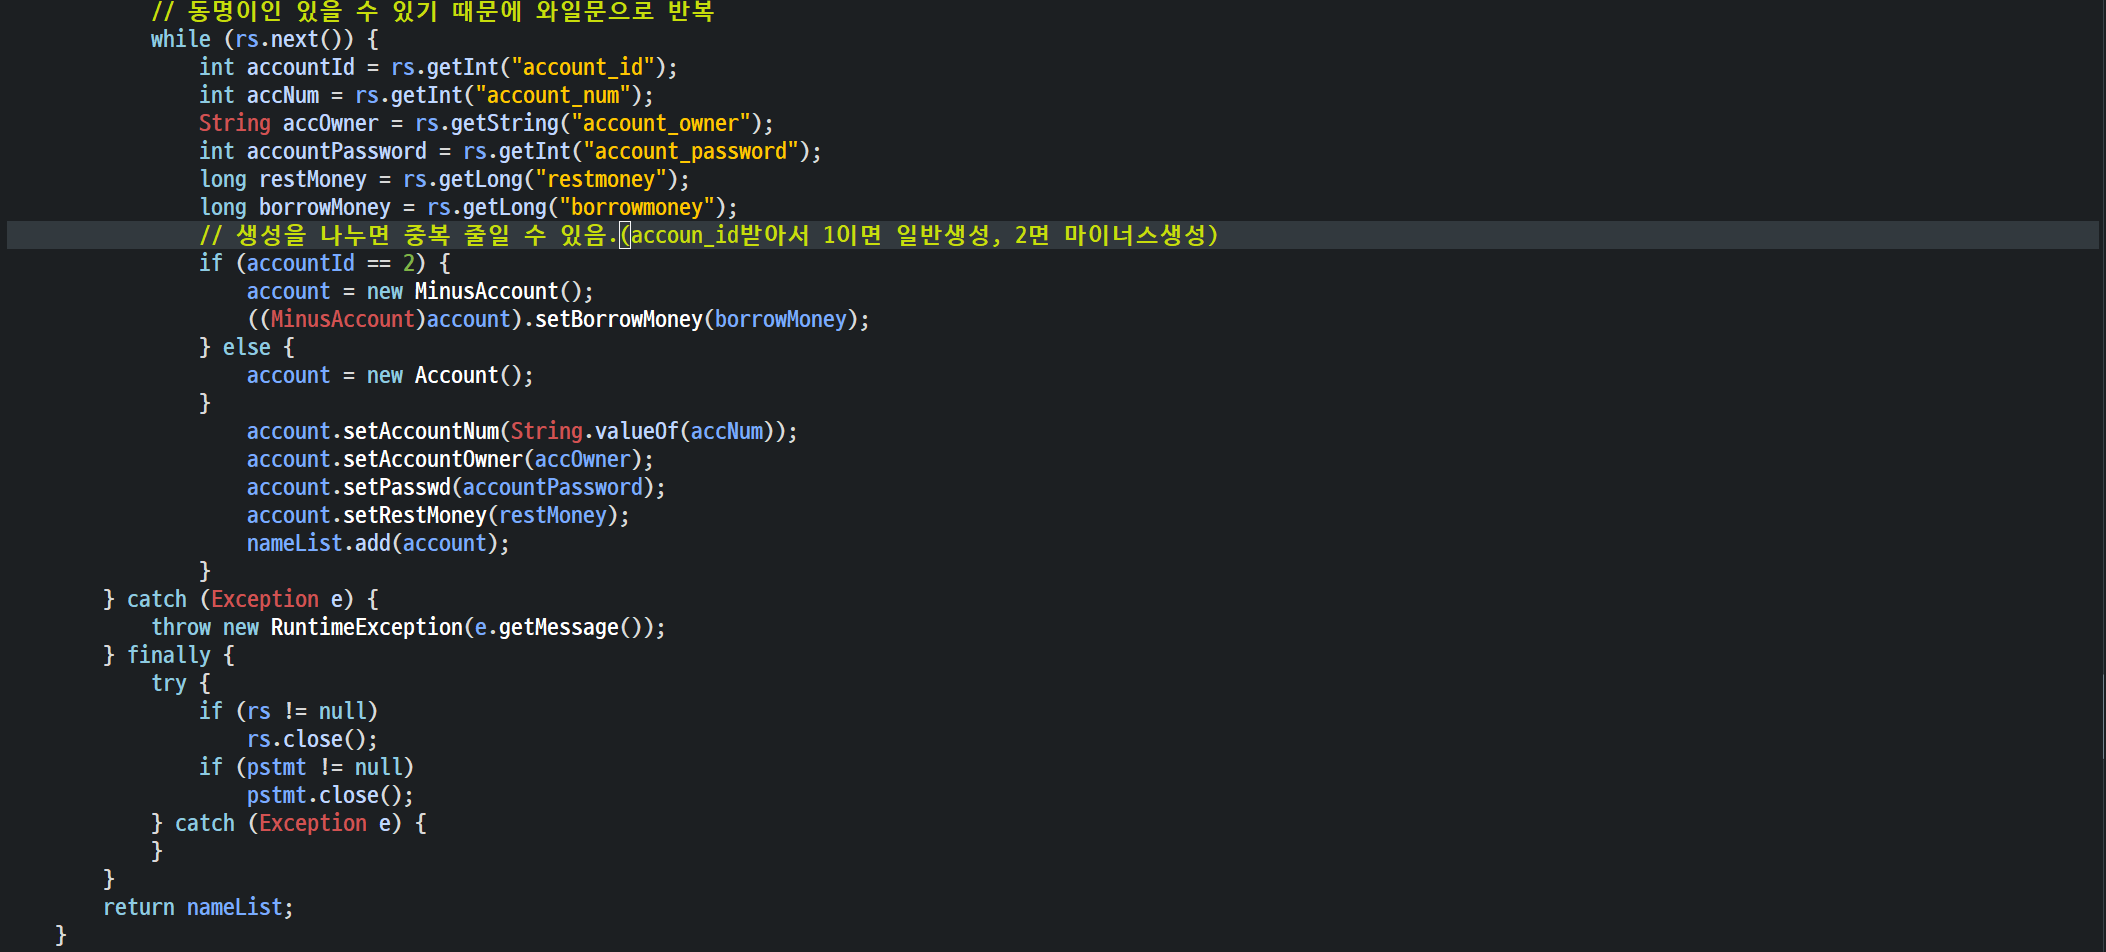 // 동명이인 있을 수 있기 때문에 와일문으로 반복
while (rs.next()) {
int accountId = rs.getInt("account_id");
int accNum = rs.getInt("account_num");
String accOwner = rs.getString("account_owner");
int accountPassword = rs.getInt("account_password");
long restMoney = rs.getLong("restmoney");
long borrowMoney = rs.getLong("borrowmoney");
// 생성을 나누면 중복 줄일 수 있음.(accoun_id받아서 1이면 일반생성, 2면 마이너스생성)
if (accountId == 2) {
account = new MinusAccount();
((MinusAccount)account).setBorrowMoney(borrowMoney);
} else {
account = new Account();
}
account.setAccountNum(String.valueOf(accNum));
account.setAccountOwner(accOwner);
account.setPasswd(accountPassword);
account.setRestMoney(restMoney);
nameList.add(account);
}
} catch (Exception e) {
throw new RuntimeException(e.getMessage());
} finally {
try {
if (rs != null)
rs.close();
if (pstmt != null)
pstmt.close();
} catch (Exception e) {
}
}
return nameList;
}